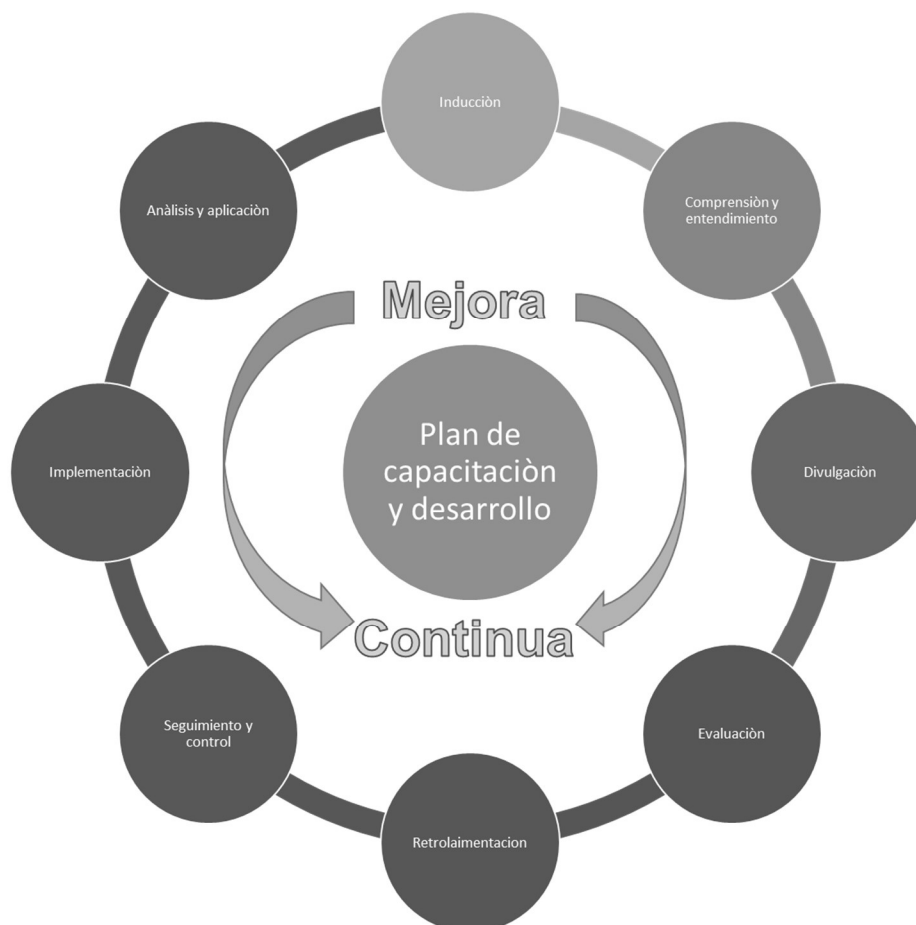 Inducciòn
Comprensiòn y
entendimiento
Divulgaciòn
Evaluaciòn
Retrolaimentacion
Seguimiento y
control
Implementaciòn
Anàlisis y aplicaciòn
Mejora
Plan de
capacitaciòn
y desarrollo
Continua